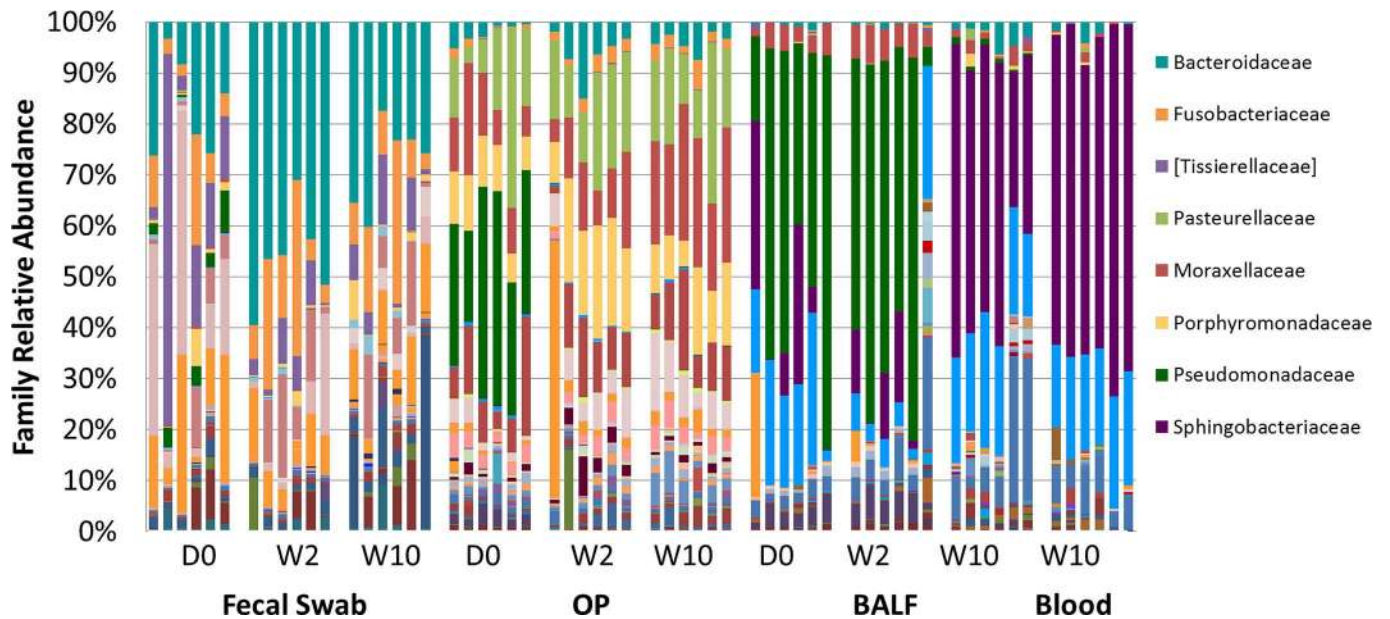 Family Relative Abundance
100%
90%
80%
70%
60%
50%
40%
30%
20%
10%
0%
D0 W2 W10 D0 W2 W10 D0 W2 W10 W10
Fecal Swab OP BALF Blood
Bacteroidaceae
Fusobacteriaceae
[Tissierellaceae]
Pasteurellaceae
Moraxellaceae
Porphyromonadaceae
Pseudomonadaceae
Sphingobacteriaceae